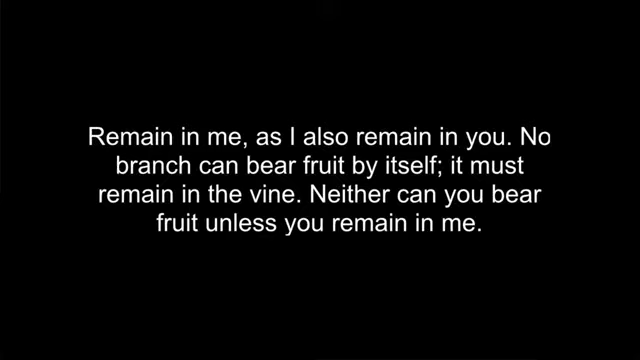 Remain in me, as I also remain in you. No
branch can bear fruit by itself; it must
remain in the vine. Neither can you bear
fruit unless you remain in me.